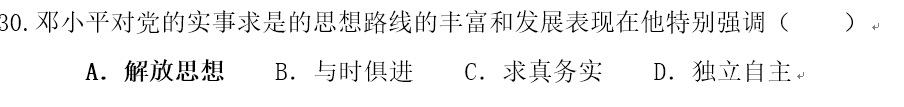 30.邓小平对党的实事求是的思想路线的丰富和发展表现在他特别强调（　　）
A．解放思想　　B．与时俱进　　C．求真务实　　D．独立自主